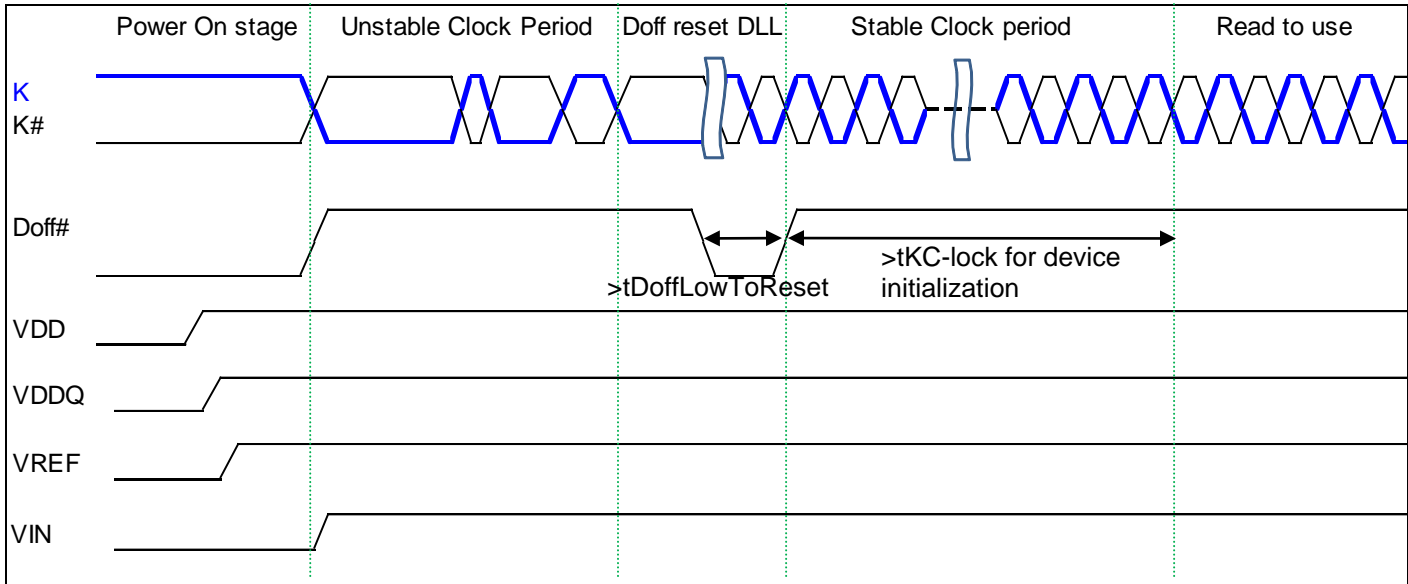 Power On stage
Unstable Clock Period
Doff reset DLL
Stable Clock period
Read to use
K
K#
Doff#
>tDoffLowToReset
>tKC-lock for device
initialization
VDD
VDDQ
VREF
VIN